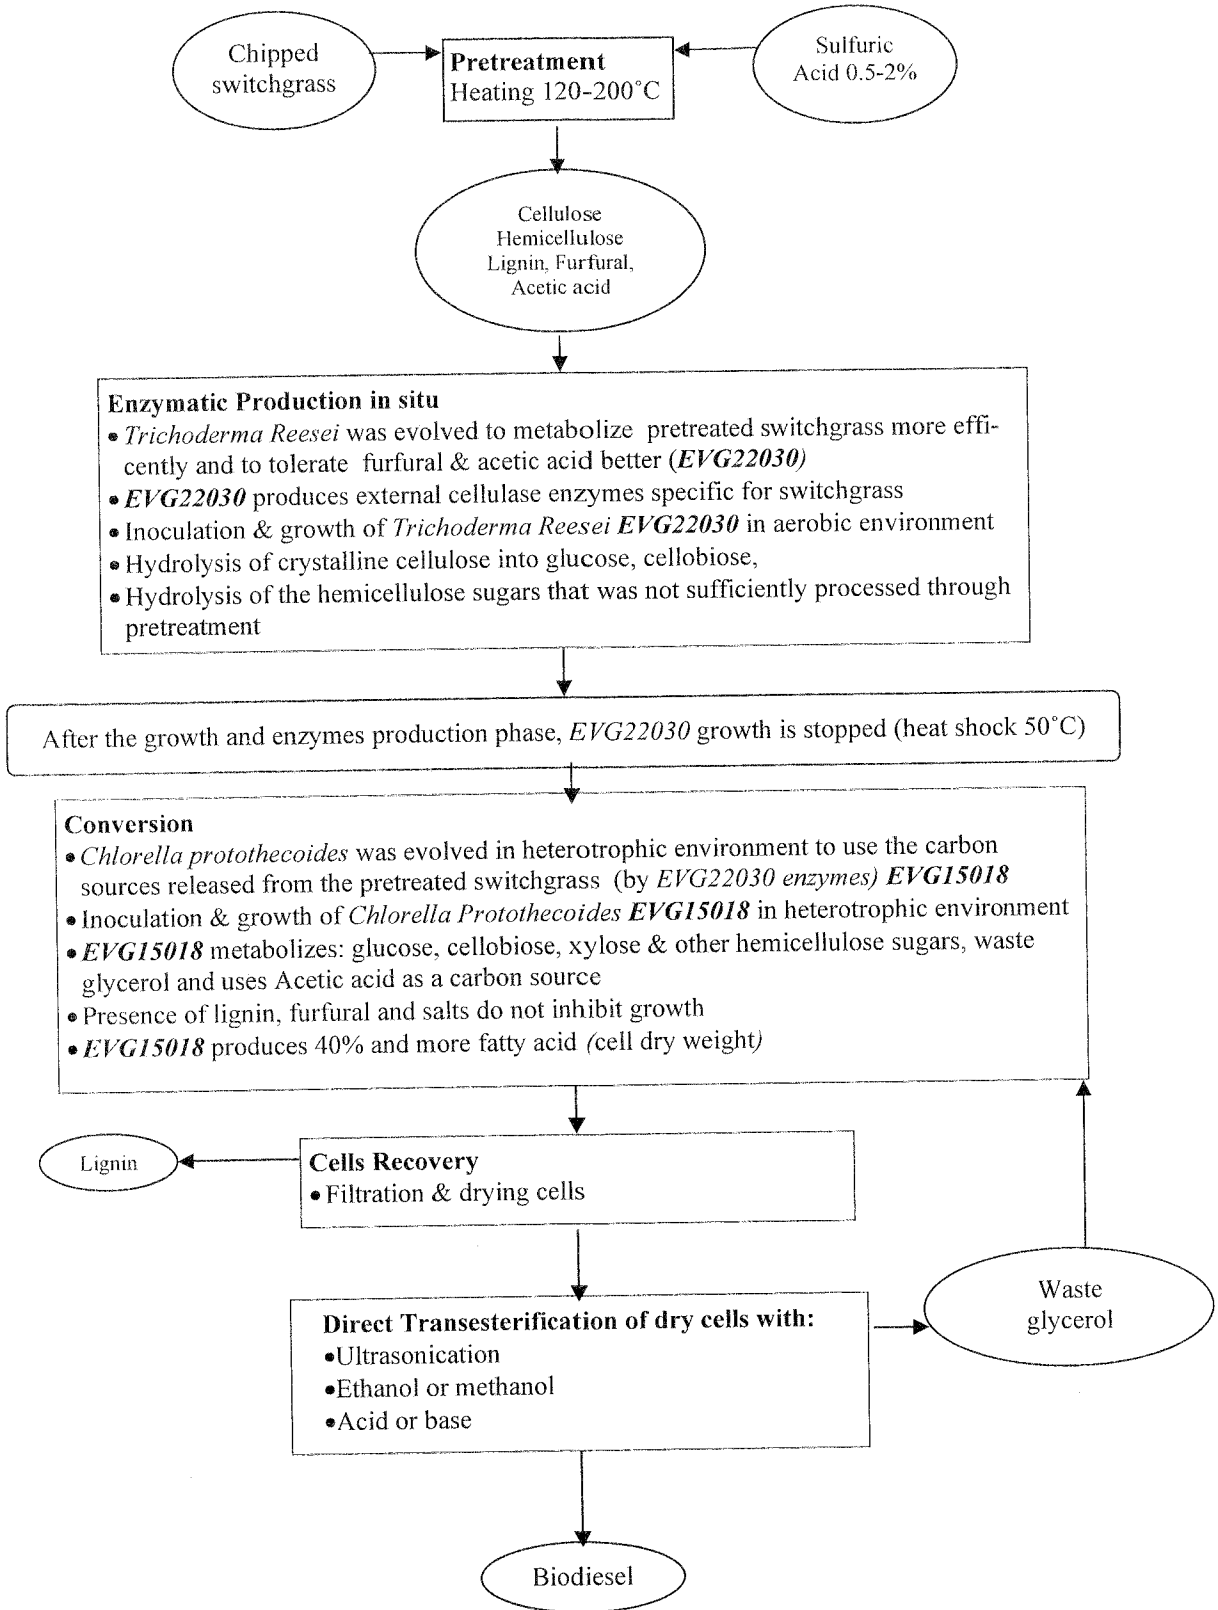 Chipped
switchgrass
Pretreatment
Heating 120-200°C
Sulfuric
Acid 0.5-2%
Cellulose
Hemicellulose
Lignin, Furfural,
Acetic acid
Enzymatic Production in situ
• Trichoderma Reesei was evolved to metabolize pretreated switchgrass more effi-
cently and to tolerate furfural & acetic acid better (EVG22030)
• EVG22030 produces external cellulase enzymes specific for switchgrass
• Inoculation & growth of Trichoderma Reesei EVG22030 in aerobic environment
• Hydrolysis of crystalline cellulose into glucose, cellobiose,
• Hydrolysis of the hemicellulose sugars that was not sufficiently processed through
pretreatment
After the growth and enzymes production phase, EVG22030 growth is stopped (heat shock 50°C)
Conversion
• Chlorella protothecoides was evolved in heterotrophic environment to use the carbon
sources released from the pretreated switchgrass (by EVG22030 enzymes) EVG15018
• Inoculation & growth of Chlorella Protothecoides EVG15018 in heterotrophic environment
• EVG15018 metabolizes: glucose, cellobiose, xylose & other hemicellulose sugars, waste
glycerol and uses Acetic acid as a carbon source
• Presence of lignin, furfural and salts do not inhibit growth
• EVG15018 produces 40% and more fatty acid (cell dry weight)
Lignin
Cells Recovery
• Filtration & drying cells
Direct Transesterification of dry cells with:
• Ultrasonication
• Ethanol or methanol
• Acid or base
Waste
glycerol
Biodiesel